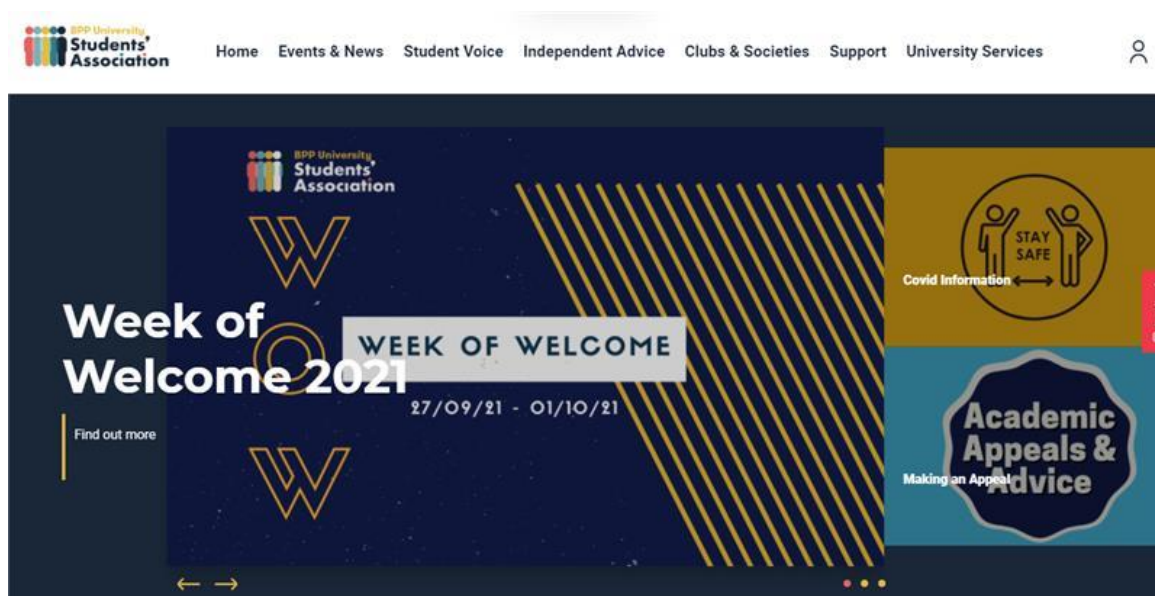 BPP University
Students'
Association
Home Events & News Student Voice Independent Advice Clubs & Societies Support University Services
BPP University
Students'
Association
W
O
W
WEEK OF WELCOME
27/09/21 - 01/10/21
Week of
Welcome 2021
Find out more
STAY
SAFE
Covid Information
Academic
Appeals &
Advice
Making an Appeal